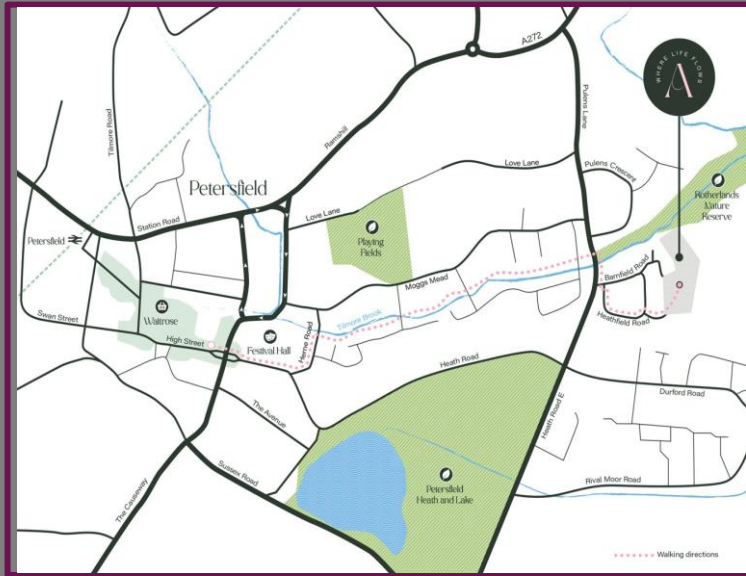 A272
WHERE LIFE FLOWS
A
Tilmore Road
Ramshill
Pulens Lane
Love Lane
Pulens Crescent
Petersfield
Rotherlands
Nature
Reserve
Station Road
Love Lane
Petersfield
Playing
Fields
Barnfield Road
Moggs Mead
Swan Street
Waitrose
Tilmore Brook
Heathfield Road
High Street
Festival Hall
Herne Road
Heath Road
Durford Road
The Avenue
Heath Road E
Sussex Road
Petersfield
Heath and Lake
Rival Moor Road
The Causeway
Walking directions